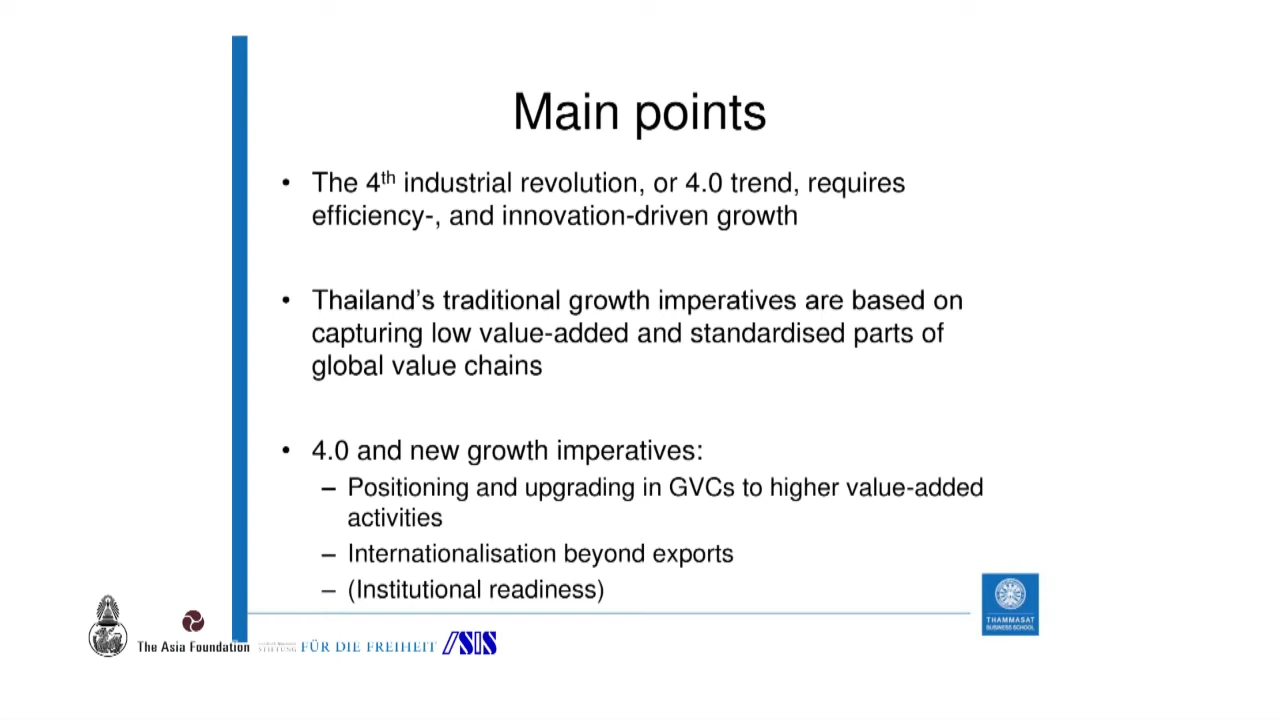 Main points
• The 4th industrial revolution, or 4.0 trend, requires
efficiency-, and innovation-driven growth
• Thailand’s traditional growth imperatives are based on
capturing low value-added and standardised parts of
global value chains
• 4.0 and new growth imperatives:
– Positioning and upgrading in GVCs to higher value-added
activities
– Internationalisation beyond exports
– (Institutional readiness)
THAMMASAT
BUSINESS SCHOOL
The Asia Foundation
STIFTUNG FÜR DIE FREIHEIT
ISIS